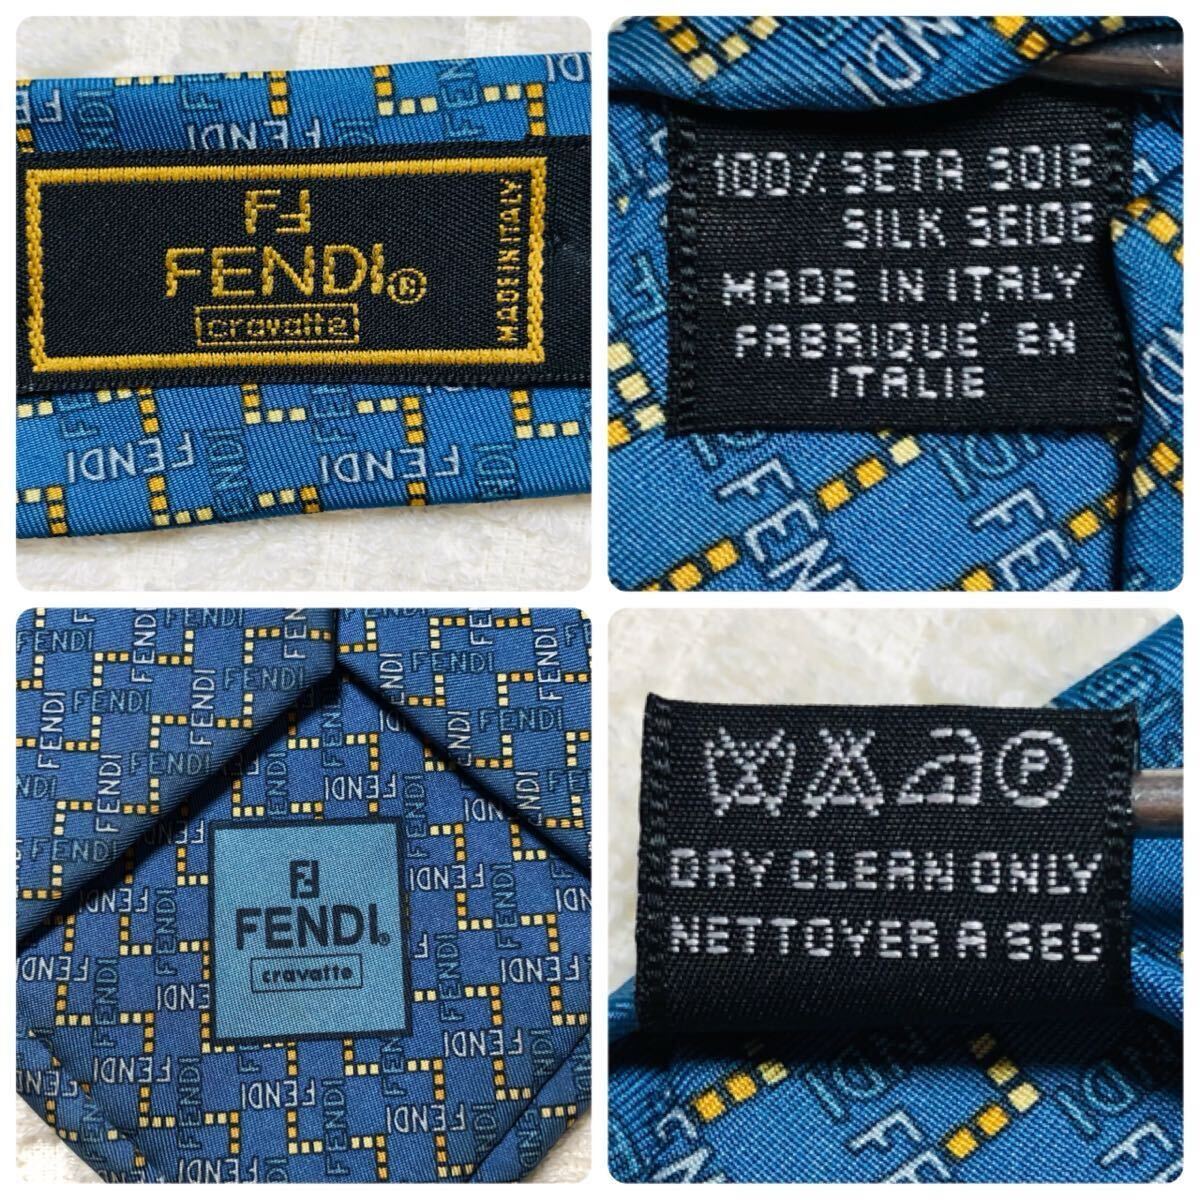 FF
FENDI®
cravatte
MADE IN ITALY
100% SETA SOIE
SILK SEIDE
MADE IN ITALY
FABRIQUE' EN
ITALIE
FF
FENDI®
cravatte
P
DRY CLEAN ONLY
NETTOYER A SEC